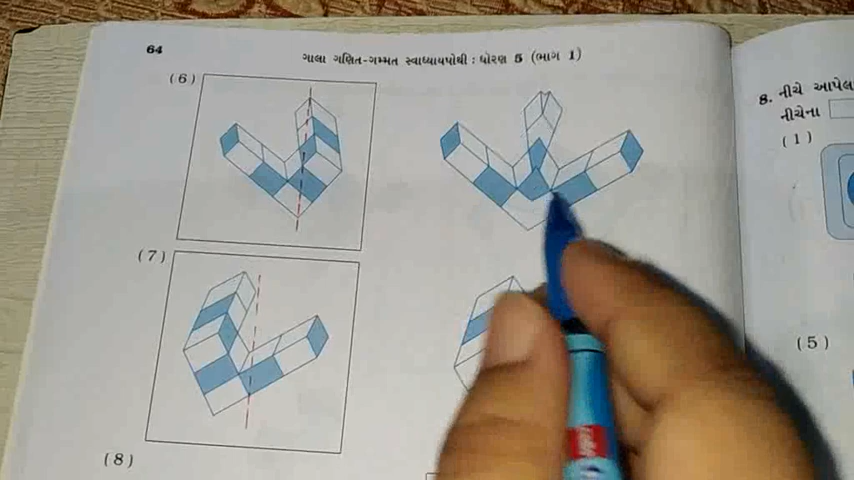 64
ગાલા ગણિત-ગમ્મત સ્વાધ્યાયપોથી : ધોરણ 5 (ભાગ 1)
(6)
(7)
(8)
8. નીચે આપેલ
નીચેના
(1)
(5)